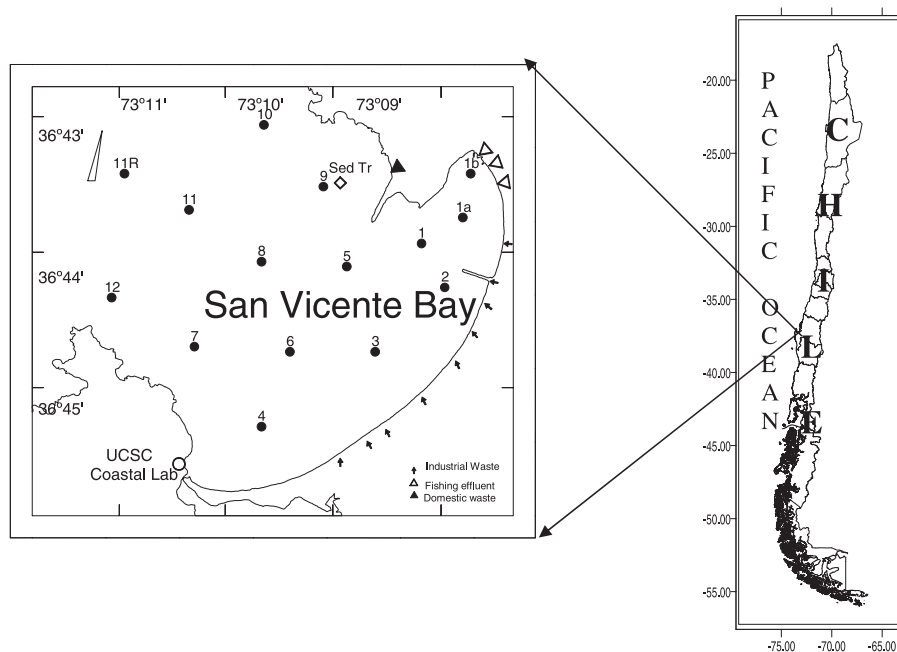 73°11' 73°10' 73°09'
10
36°43'
11R
Sed Tr
9
1b
11
1a
1
8
5
36°44'
2
12
San Vicente Bay
7
6
3
36°45'
4
UCSC
Coastal Lab
Industrial Waste
Fishing effluent
Domestic waste
PACIFIC OCEAN
CHILE
-20.00
-25.00
-30.00
-35.00
-40.00
-45.00
-50.00
-55.00
-75.00 -70.00 -65.00